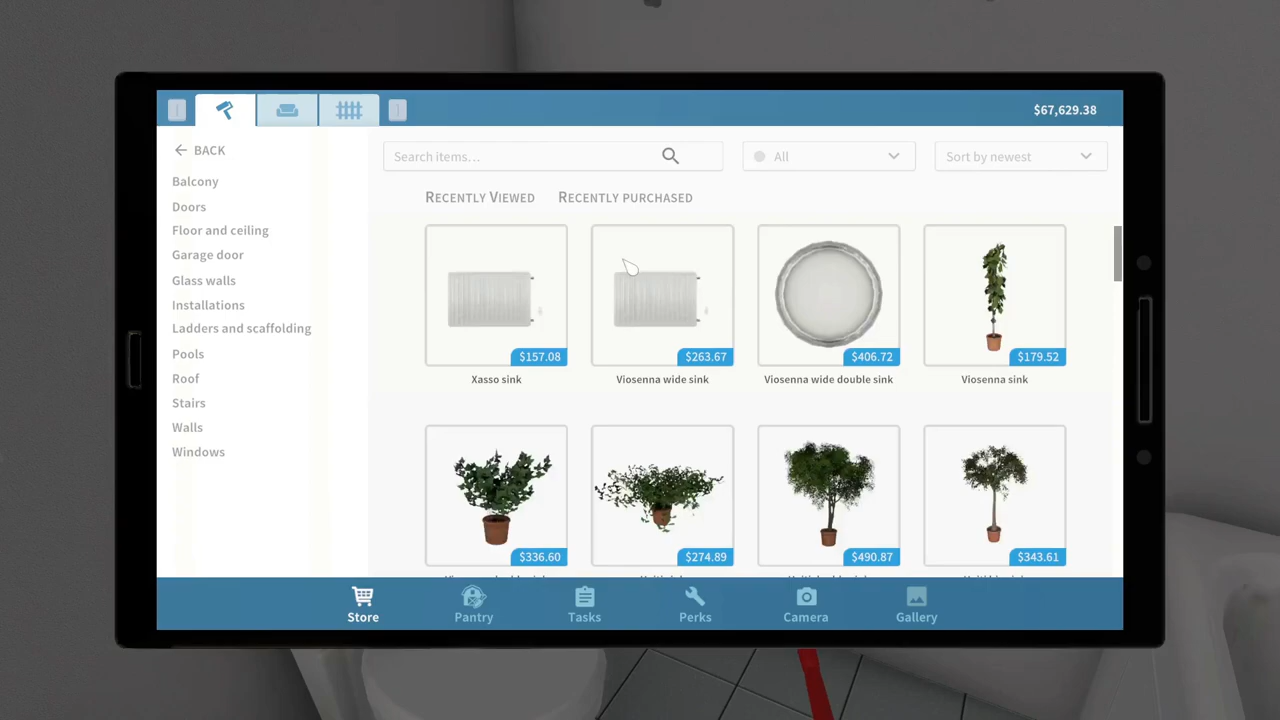 $67,629.38
BACK
Balcony
Doors
Floor and ceiling
Garage door
Glass walls
Installations
Ladders and scaffolding
Pools
Roof
Stairs
Walls
Windows
Search items...
All
Sort by newest
RECENTLY VIEWED
RECENTLY PURCHASED
$157.08
$263.67
$406.72
$179.52
Xasso sink
Viosenna wide sink
Viosenna wide double sink
Viosenna sink
$336.60
$274.89
$490.87
$343.61
Store
Pantry
Tasks
Perks
Camera
Gallery